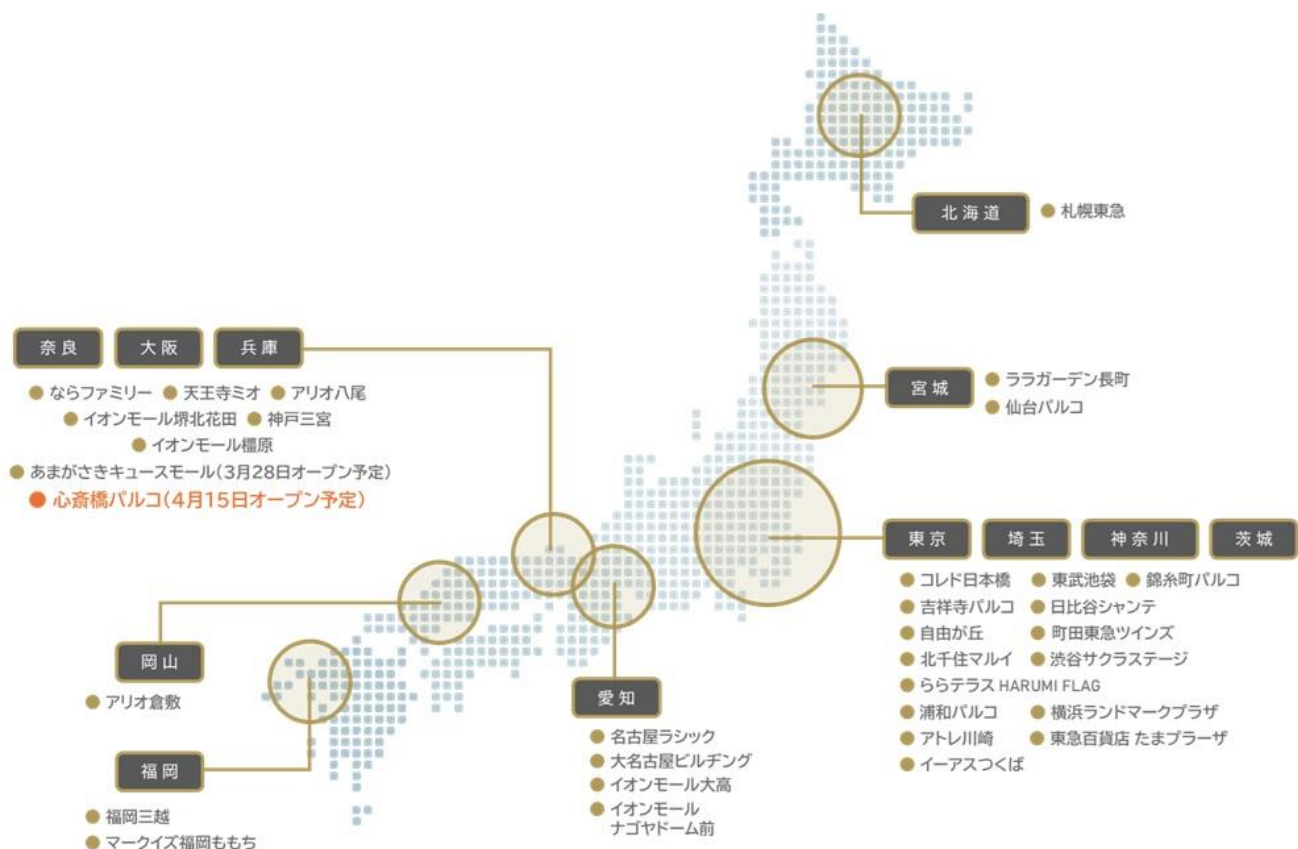 北海道
札幌東急
奈良 大阪 兵庫
ならファミリー 天王寺ミオ アリオ八尾
イオンモール堺北花田 神戸三宮
イオンモール橿原
あまがさきキューズモール(3月28日オープン予定)
心斎橋パルコ(4月15日オープン予定)
宮城
ララガーデン長町
仙台パルコ
東京 埼玉 神奈川 茨城
コレド日本橋 東武池袋 錦糸町パルコ
吉祥寺パルコ 日比谷シャンテ
自由が丘 町田東急ツインズ
北千住マルイ 渋谷サクラステージ
ららテラス HARUMI FLAG
浦和パルコ 横浜ランドマークプラザ
アトレ川崎 東急百貨店 たまプラーザ
イーアスつくば
岡山
アリオ倉敷
愛知
名古屋ラシック
大名古屋ビルヂング
イオンモール大高
イオンモール
ナゴヤドーム前
福岡
福岡三越
マークイズ福岡ももち